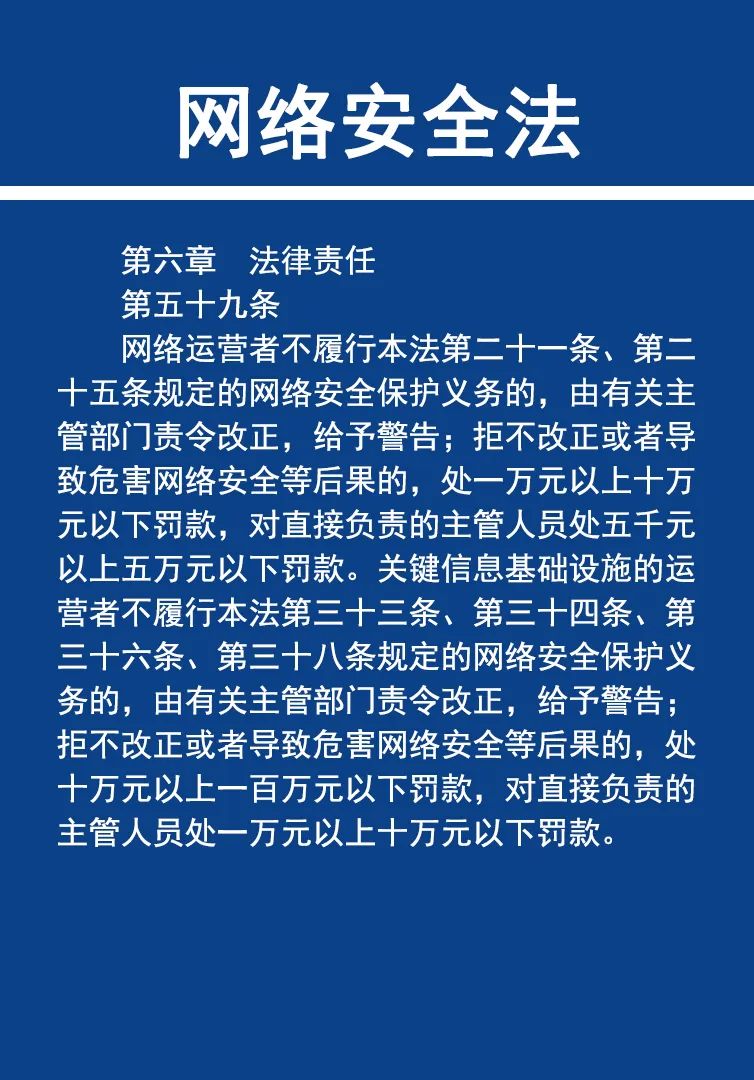 网络安全法
第六章　法律责任
第五十九条
网络运营者不履行本法第二十一条、第二
十五条规定的网络安全保护义务的，由有关主
管部门责令改正，给予警告；拒不改正或者导
致危害网络安全等后果的，处一万元以上十万
元以下罚款，对直接负责的主管人员处五千元
以上五万元以下罚款。关键信息基础设施的运
营者不履行本法第三十三条、第三十四条、第
三十六条、第三十八条规定的网络安全保护义
务的，由有关主管部门责令改正，给予警告；
拒不改正或者导致危害网络安全等后果的，处
十万元以上一百万元以下罚款，对直接负责的
主管人员处一万元以上十万元以下罚款。